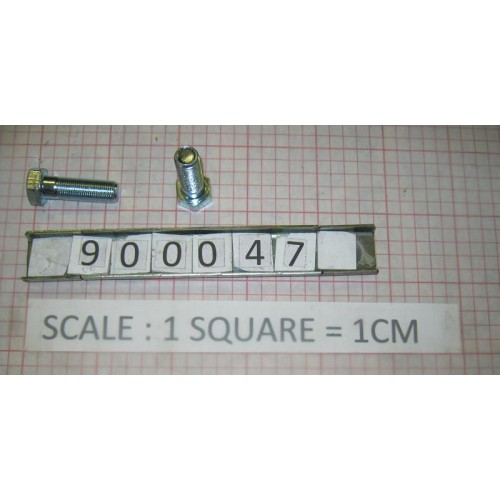 900047
SCALE : 1 SQUARE = 1CM